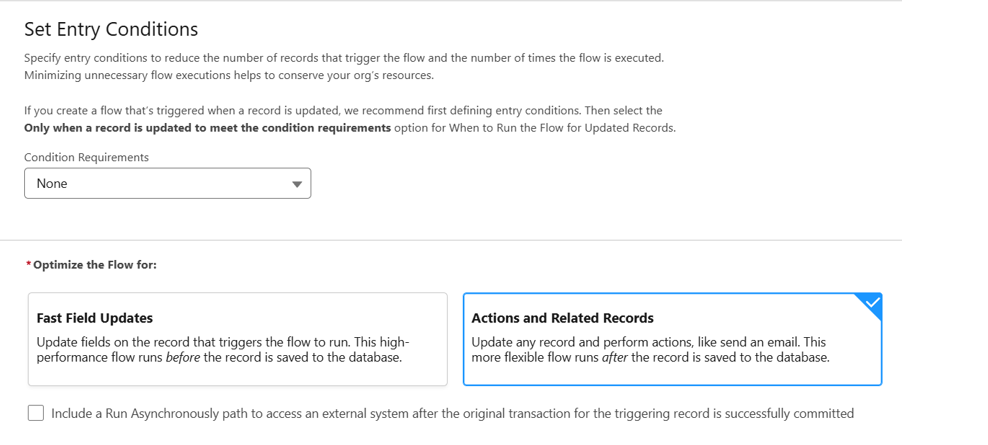 Set Entry Conditions
Specify entry conditions to reduce the number of records that trigger the flow and the number of times the flow is executed.
Minimizing unnecessary flow executions helps to conserve your org's resources.
If you create a flow that's triggered when a record is updated, we recommend first defining entry conditions. Then select the
Only when a record is updated to meet the condition requirements option for When to Run the Flow for Updated Records.
Condition Requirements
None
*Optimize the Flow for:
Fast Field Updates
Update fields on the record that triggers the flow to run. This high-
performance flow runs before the record is saved to the database.
Actions and Related Records
Update any record and perform actions, like send an email. This
more flexible flow runs after the record is saved to the database.
Include a Run Asynchronously path to access an external system after the original transaction for the triggering record is successfully committed